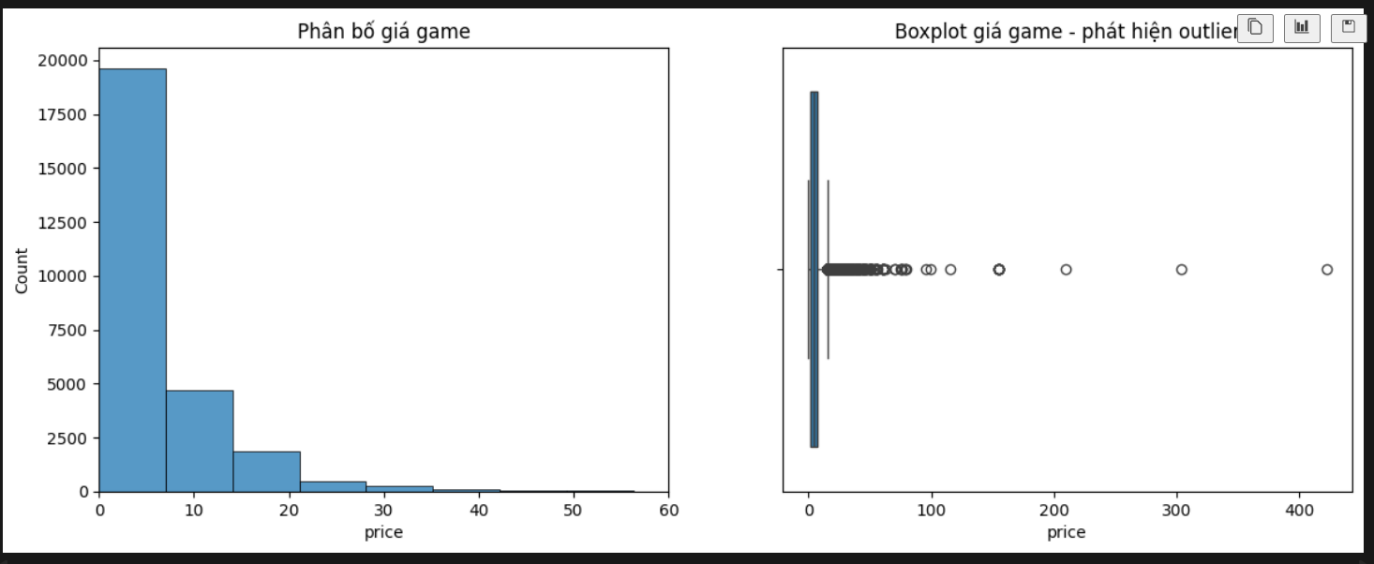 Phân bố giá game
20000
17500
15000
12500
10000
7500
5000
2500
0
Count
0 10 20 30 40 50 60
price
Boxplot giá game - phát hiện outlier
0 100 200 300 400
price